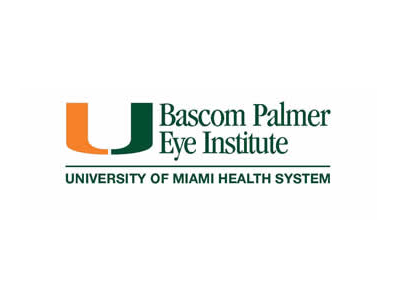 Bascom Palmer
Eye Institute
UNIVERSITY OF MIAMI HEALTH SYSTEM